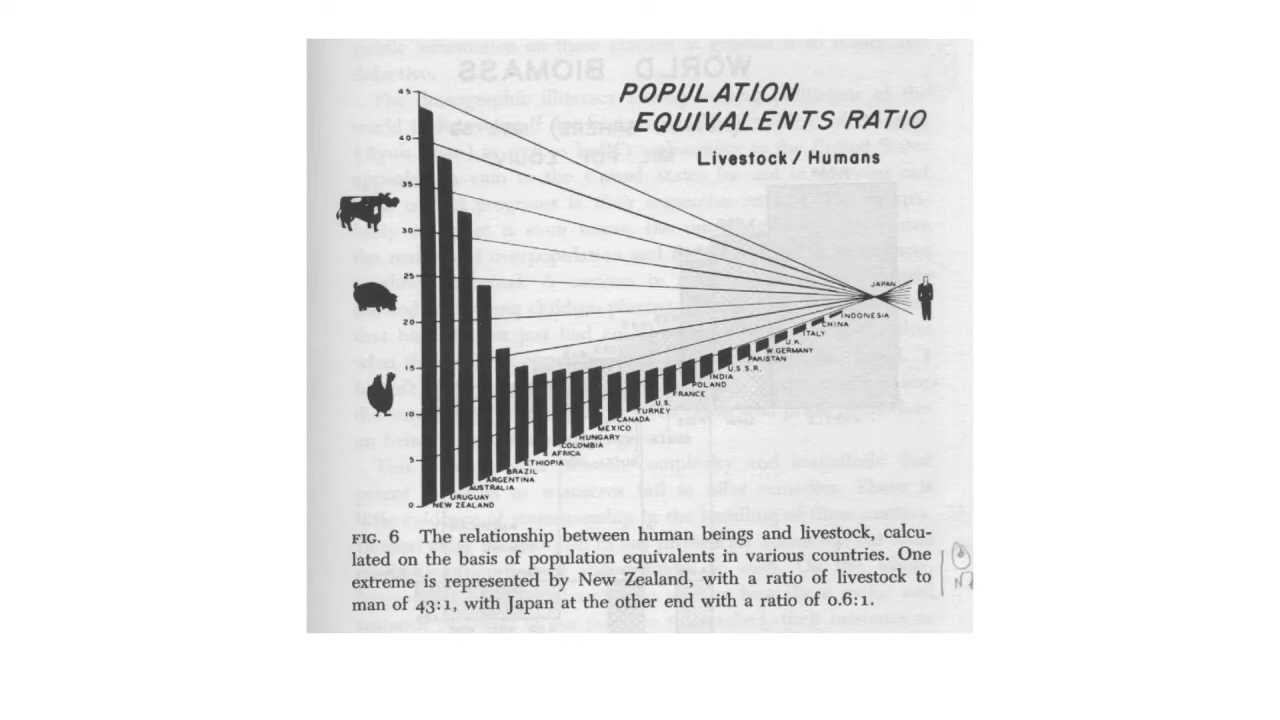 POPULATION
EQUIVALENTS RATIO
Livestock / Humans
45
40
35
30
25
20
15
10
5
0
JAPAN
INDONESIA
CHINA
ITALY
U.K.
W. GERMANY
PAKISTAN
U.S.S.R.
INDIA
POLAND
FRANCE
U.S.
TURKEY
CANADA
MEXICO
HUNGARY
COLOMBIA
S AFRICA
ETHIOPIA
BRAZIL
ARGENTINA
AUSTRALIA
URUGUAY
NEW ZEALAND
FIG. 6 The relationship between human beings and livestock, calcu-
lated on the basis of population equivalents in various countries. One
extreme is represented by New Zealand, with a ratio of livestock to
man of 43:1, with Japan at the other end with a ratio of 0.6:1.